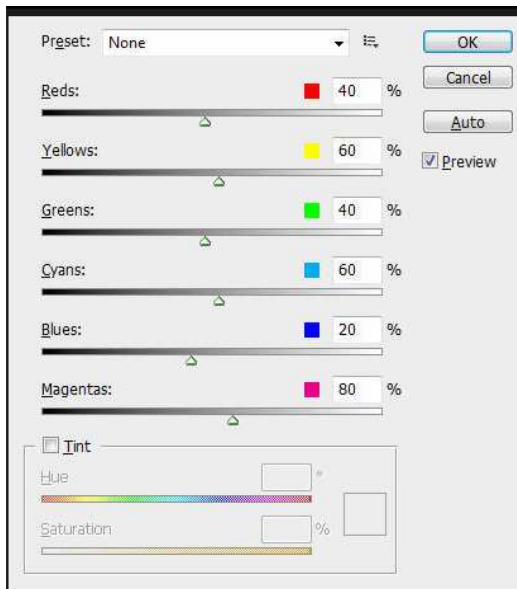 Preset: None
OK
Cancel
Auto
Preview
Reds: 40 %
Yellows: 60 %
Greens: 40 %
Cyans: 60 %
Blues: 20 %
Magentas: 80 %
Tint
Hue °
Saturation %